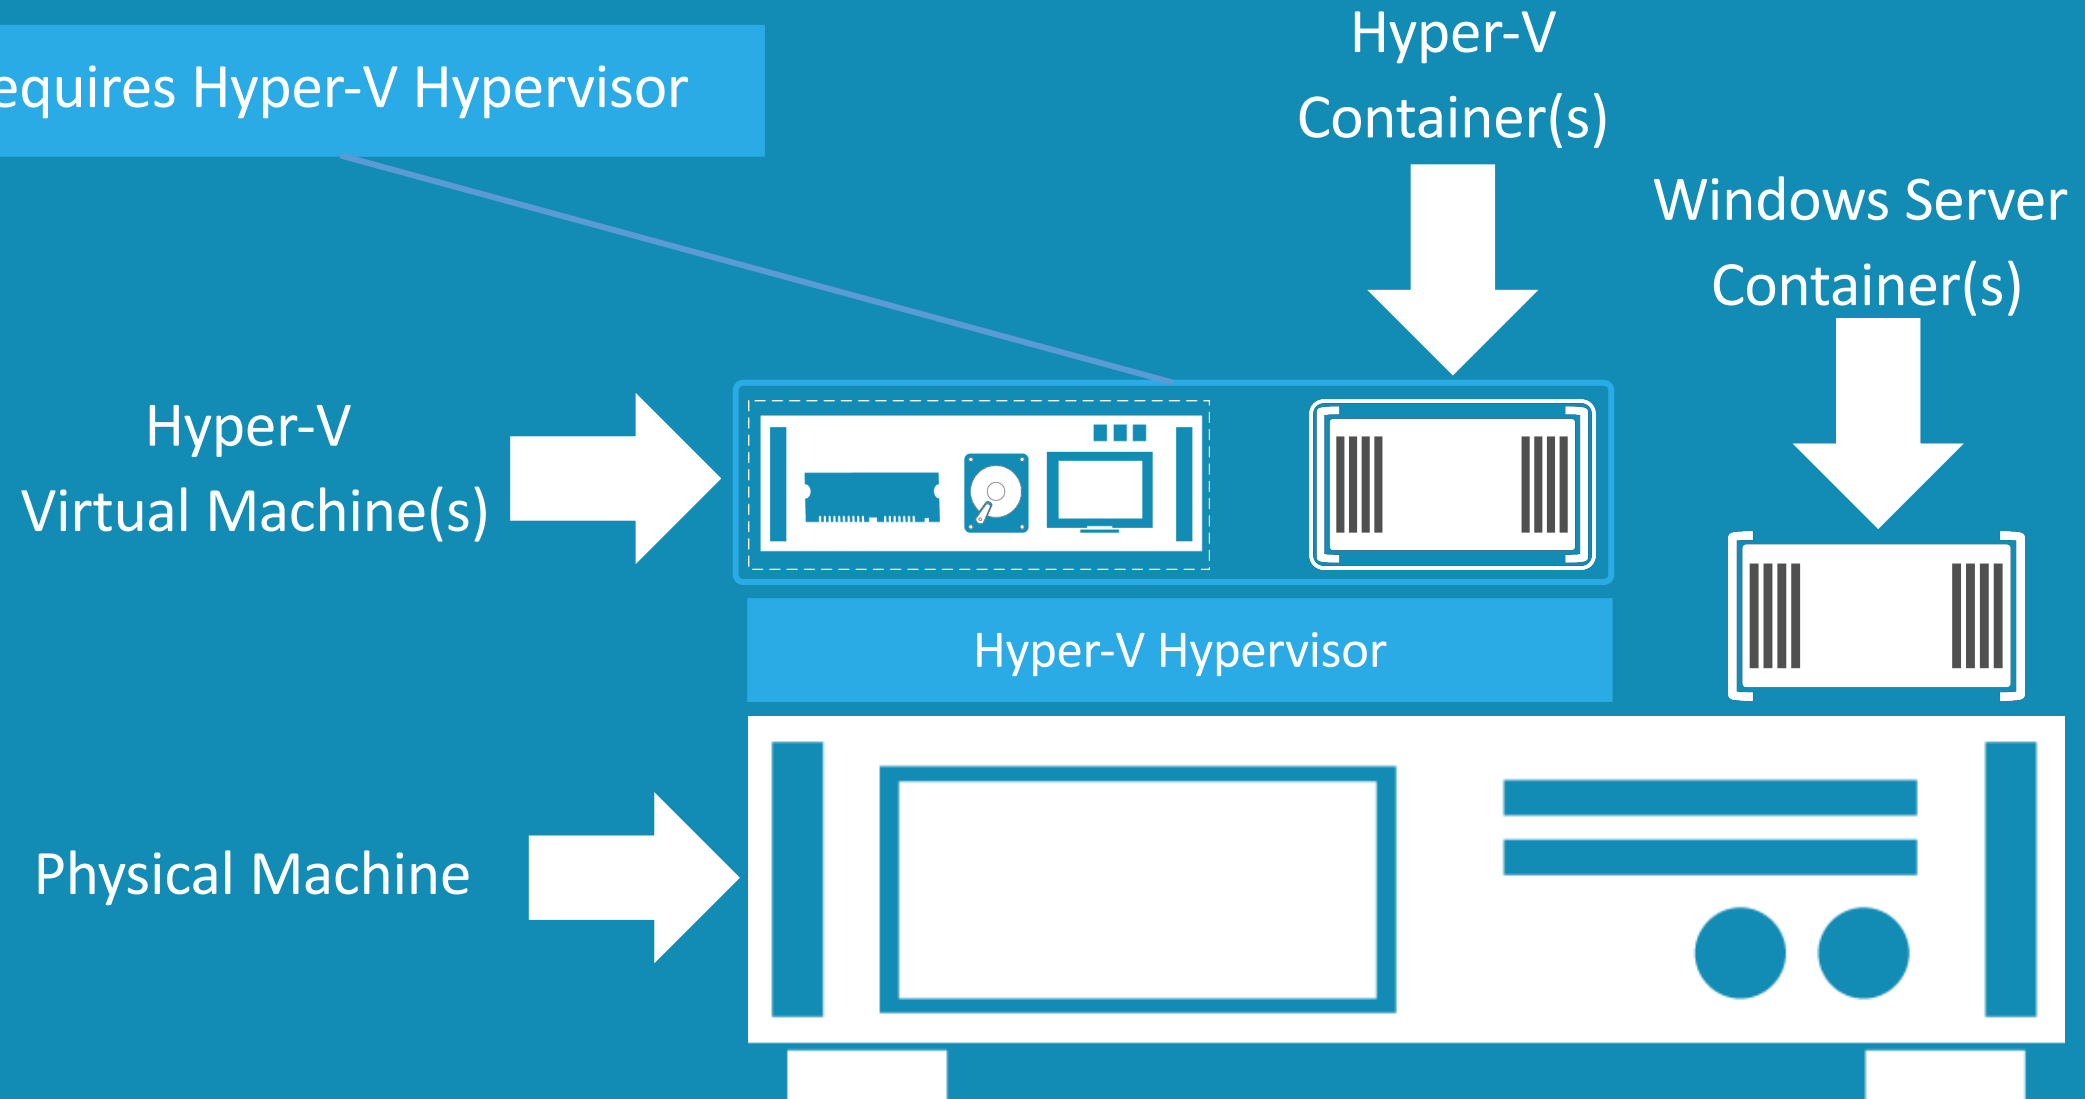 equires Hyper-V Hypervisor
Hyper-V
Container(s)
Windows Server
Container(s)
Hyper-V
Virtual Machine(s)
Hyper-V Hypervisor
Physical Machine